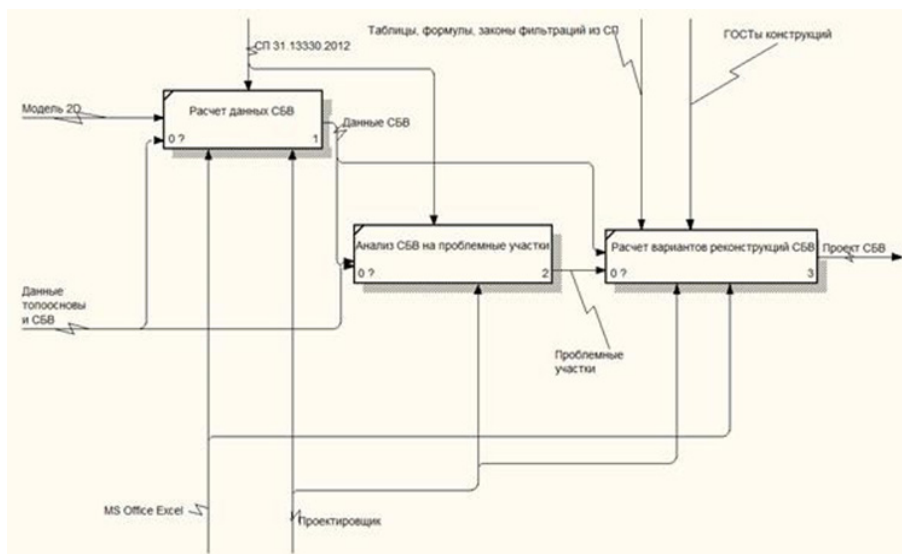 СП 31.13330.2012
Таблицы, формулы, законы фильтраций из СП
ГОСТы конструкций
Модель 2D
Расчет данных СБВ
0 ?
1
Данные СБВ
Анализ СБВ на проблемные участки
0 ?
2
Расчет вариантов реконструкций СБВ
0 ?
3
Проект СБВ
Данные
топоосновы
и СБВ
Проблемные
участки
MS Office Excel
Проектировщик